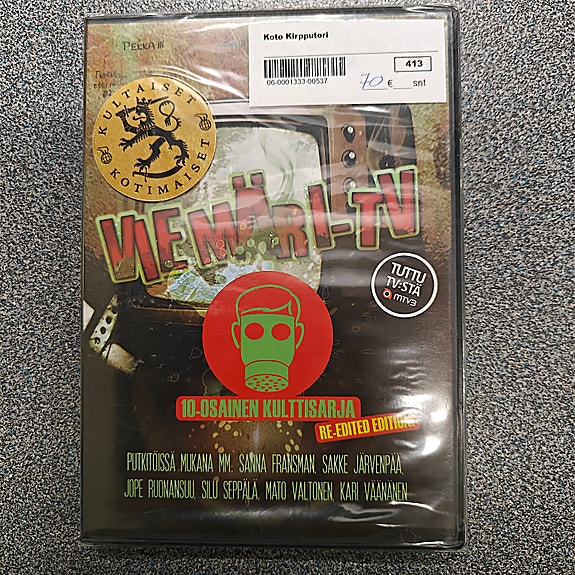 Koto Kirpputori
PEKKA III
413
06-0001333-00537
70 € snt
KULTAISET
KOTIMAISET
VIEMÄRI-TV
TUTTU
TV:STÄ
MTV3
10-OSAINEN KULTTISARJA
RE-EDITED EDITION!
PUTKITÖISSÄ MUKANA MM. SANNA FRANSMAN, SAKKE JÄRVENPÄÄ,
JOPE RUONANSUU, SILU SEPPÄLÄ, MATO VALTONEN, KARI VÄÄNÄNEN